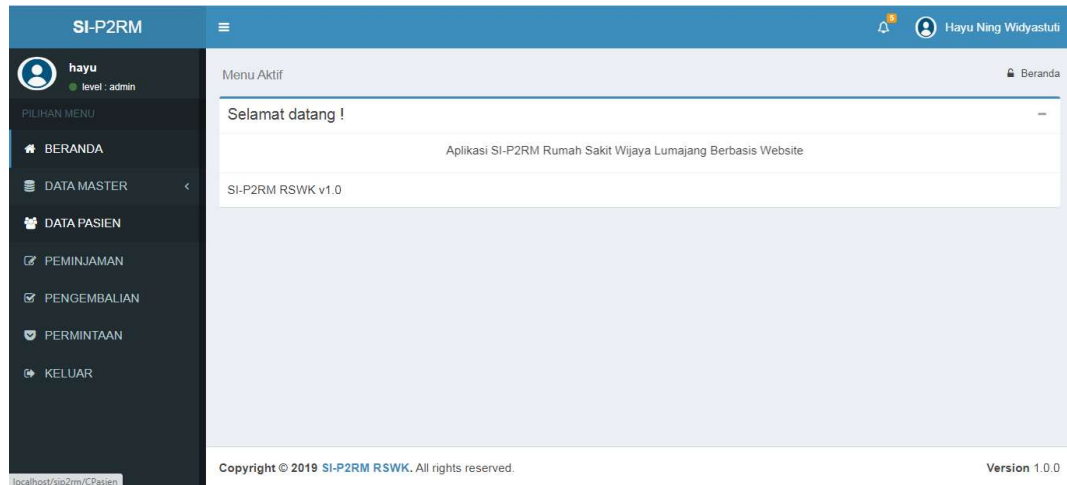 SI-P2RM
5
Hayu Ning Widyastuti
hayu
level : admin
Menu Aktif
Beranda
PILIHAN MENU
Selamat datang !
BERANDA
Aplikasi SI-P2RM Rumah Sakit Wijaya Lumajang Berbasis Website
DATA MASTER
SI-P2RM RSWK v1.0
DATA PASIEN
PEMINJAMAN
PENGEMBALIAN
PERMINTAAN
KELUAR
Copyright © 2019 SI-P2RM RSWK. All rights reserved.
Version 1.0.0
localhost/sip2rm/CPasien